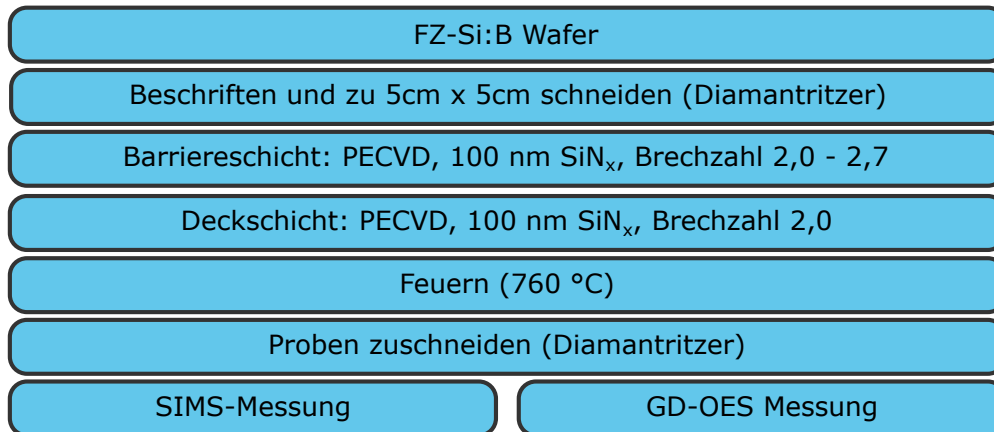 FZ-Si:B Wafer
Beschriften und zu 5cm x 5cm schneiden (Diamantritzer)
Barriereschicht: PECVD, 100 nm SiNₓ, Brechzahl 2,0 - 2,7
Deckschicht: PECVD, 100 nm SiNₓ, Brechzahl 2,0
Feuern (760 °C)
Proben zuschneiden (Diamantritzer)
SIMS-Messung
GD-OES Messung